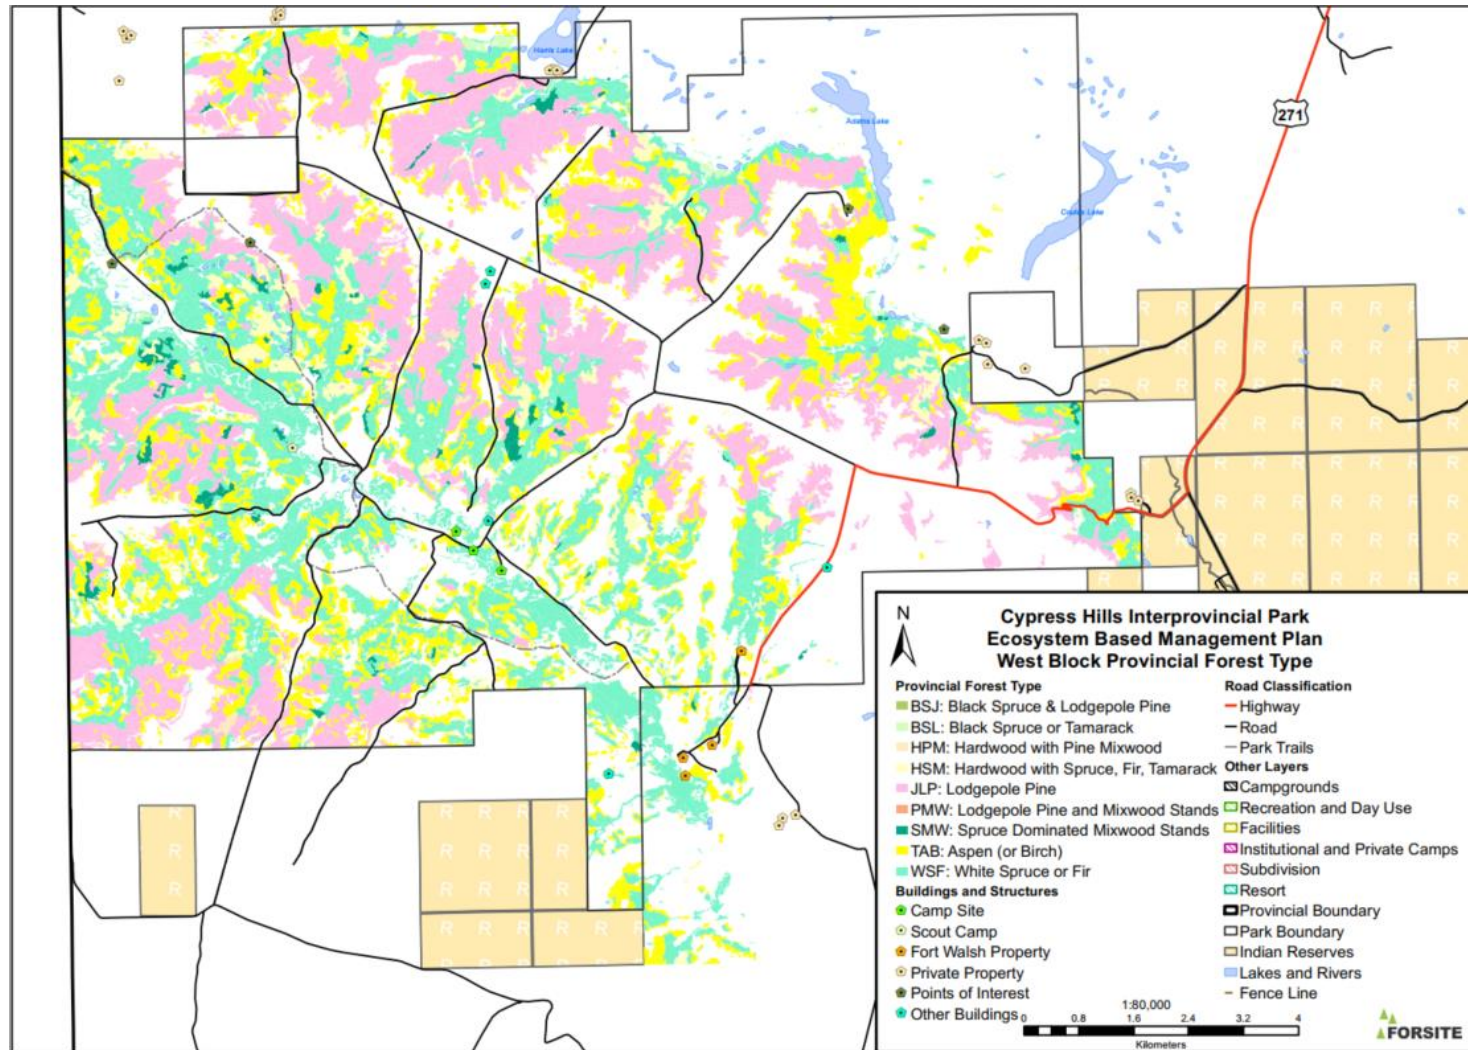 Harris Lake
Adams Lake
271
Coulee Lake
R R R R R R
R R R R R
R R R R R
R R R R R
R R R R R
R R R R
R R
R R R
R R R
R R R R
N
Cypress Hills Interprovincial Park
Ecosystem Based Management Plan
West Block Provincial Forest Type
Provincial Forest Type
BSJ: Black Spruce & Lodgepole Pine
BSL: Black Spruce or Tamarack
HPM: Hardwood with Pine Mixwood
HSM: Hardwood with Spruce, Fir, Tamarack
JLP: Lodgepole Pine
PMW: Lodgepole Pine and Mixwood Stands
SMW: Spruce Dominated Mixwood Stands
TAB: Aspen (or Birch)
WSF: White Spruce or Fir
Buildings and Structures
Camp Site
Scout Camp
Fort Walsh Property
Private Property
Points of Interest
Other Buildings
Road Classification
Highway
Road
Park Trails
Other Layers
Campgrounds
Recreation and Day Use
Facilities
Institutional and Private Camps
Subdivision
Resort
Provincial Boundary
Park Boundary
Indian Reserves
Lakes and Rivers
Fence Line
1:80,000
0 0.8 1.6 2.4 3.2 4
Kilometers
FORSITE